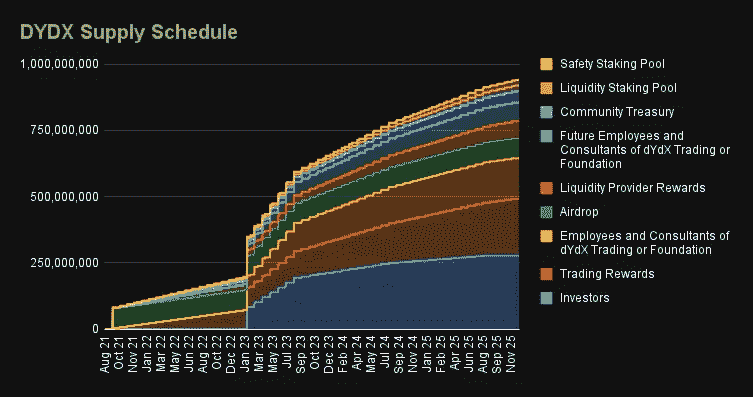 DYDX Supply Schedule
1,000,000,000
750,000,000
500,000,000
250,000,000
0
Safety Staking Pool
Liquidity Staking Pool
Community Treasury
Future Employees and
Consultants of dYdX Trading or
Foundation
Liquidity Provider Rewards
Airdrop
Employees and Consultants of
dYdX Trading or Foundation
Trading Rewards
Investors
Aug 21
Oct 21
Nov 21
Jan 22
Mar 22
May 22
Jun 22
Aug 22
Oct 22
Dec 22
Jan 23
Mar 23
May 23
Jul 23
Sep 23
Oct 23
Dec 23
Feb 24
Apr 24
May 24
Jul 24
Sep 24
Nov 24
Jan 25
Feb 25
Apr 25
Jun 25
Aug 25
Sep 25
Nov 25